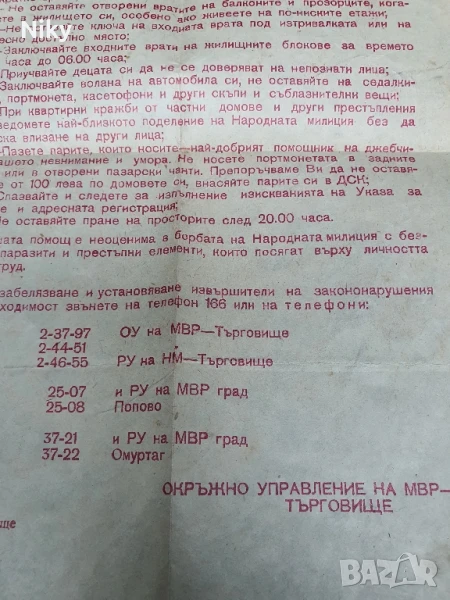 Niky
— Не оставяйте отворени вратите на балконите и прозорците, кога-
жилището си, особено ако живеете на по-ниските етажи;
ключа на входната врата под изтривалката или на
достъпно място;
-Заключвайте входните врати на жилищните блокове за времето
часа до 06.00 часа;
-Приучвайте децата си да не се доверяват на непознати лица;
-Заключвайте волана на автомобила си, не оставяйте на седалки-
портмонета, касетофони и други скъпи и съблазнителни вещи;
-При квартирни кражби от частни домове и други престъпления
уведомете най-близкото поделение на Народната милиция без да
влизане на други лица;
-Пазете парите, които носите—най-добрият помощник на джебчи-
невнимание и умора. Не носете портмонетата в задните
или в отворени пазарски чанти. Препоръчваме Ви да не оставя-
от 100 лева по домовете си, внасяйте парите си в ДСК;
-Спазвайте и следете за изпълнение изискванията на Указа за
и адресната регистрация;
-Не оставяйте пране на просторите след 20.00 часа.
помощ е неоценима в борбата на Народната милиция с без-
паразити и престъпни елементи, които посягат върху личността
труд.
забелязване и установяване извършители на закононарушения
звънете на телефон 166 или на телефони:
2-37-97 ОУ на МВР—Търговище
2-44-51
2-46-55 РУ на НМ—Търговище
25-07 и РУ на МВР град
25-08 Попово
37-21 и РУ на МВР град
37-22 Омуртаг
ОКРЪЖНО УПРАВЛЕНИЕ НА МВР—
ТЪРГОВИЩЕ
ще
BAZAR